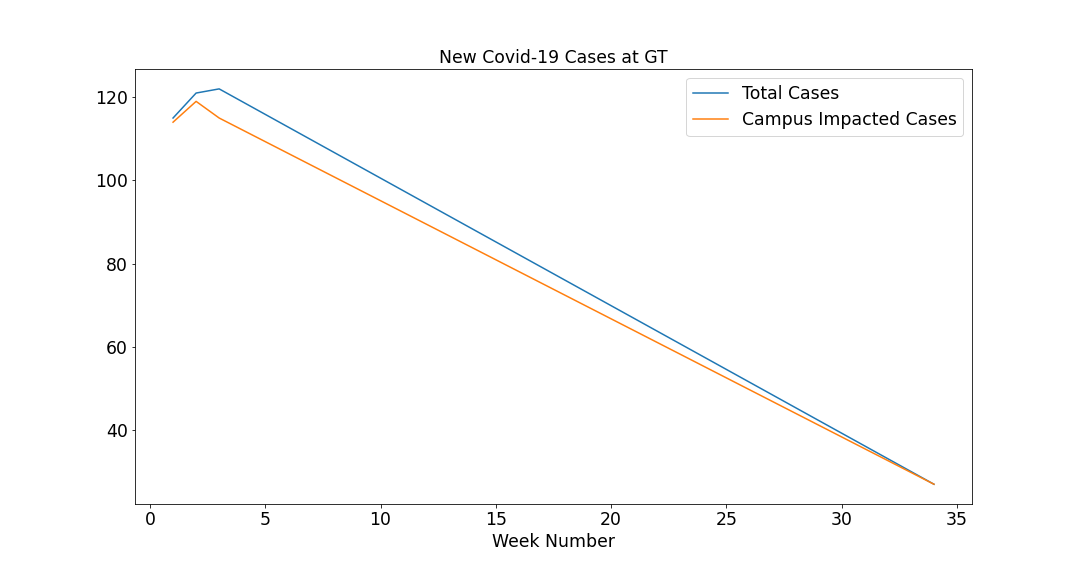 New Covid-19 Cases at GT
Total Cases
Campus Impacted Cases
120
100
80
60
40
0 5 10 15 20 25 30 35
Week Number